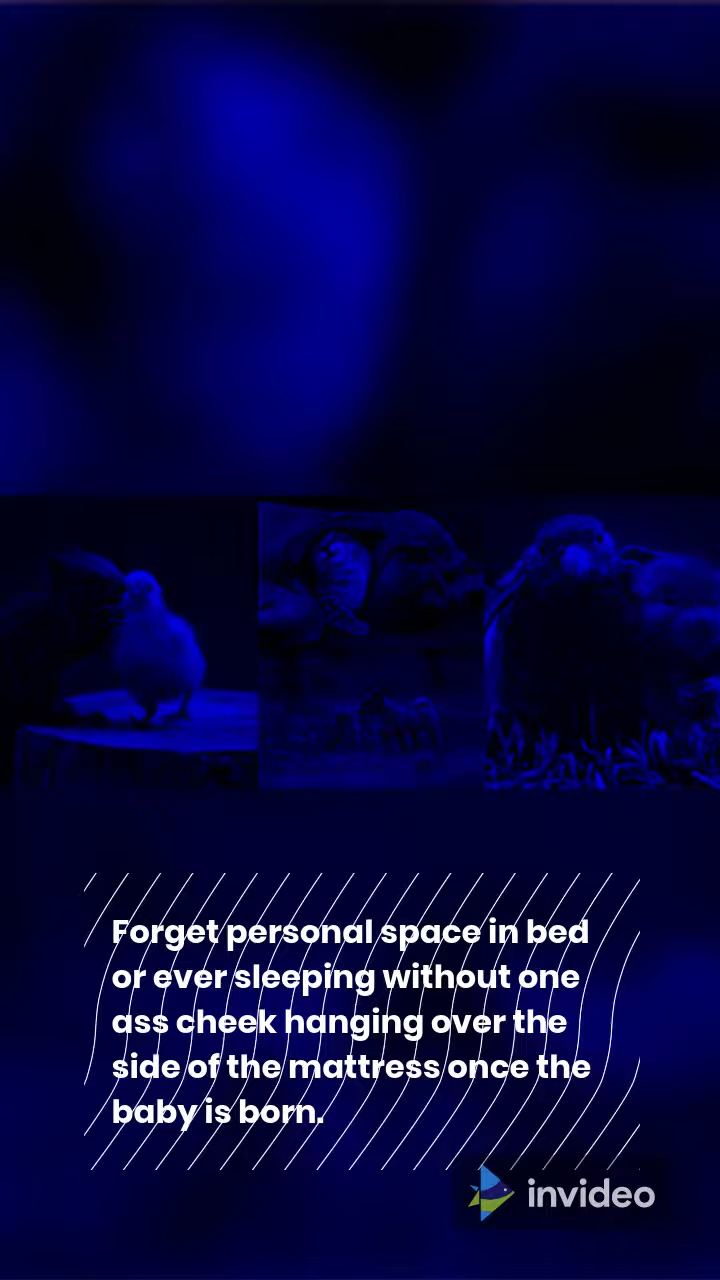 Forget personal space in bed
or ever sleeping without one
ass cheek hanging over the
side of the mattress once the
baby is born.
invideo